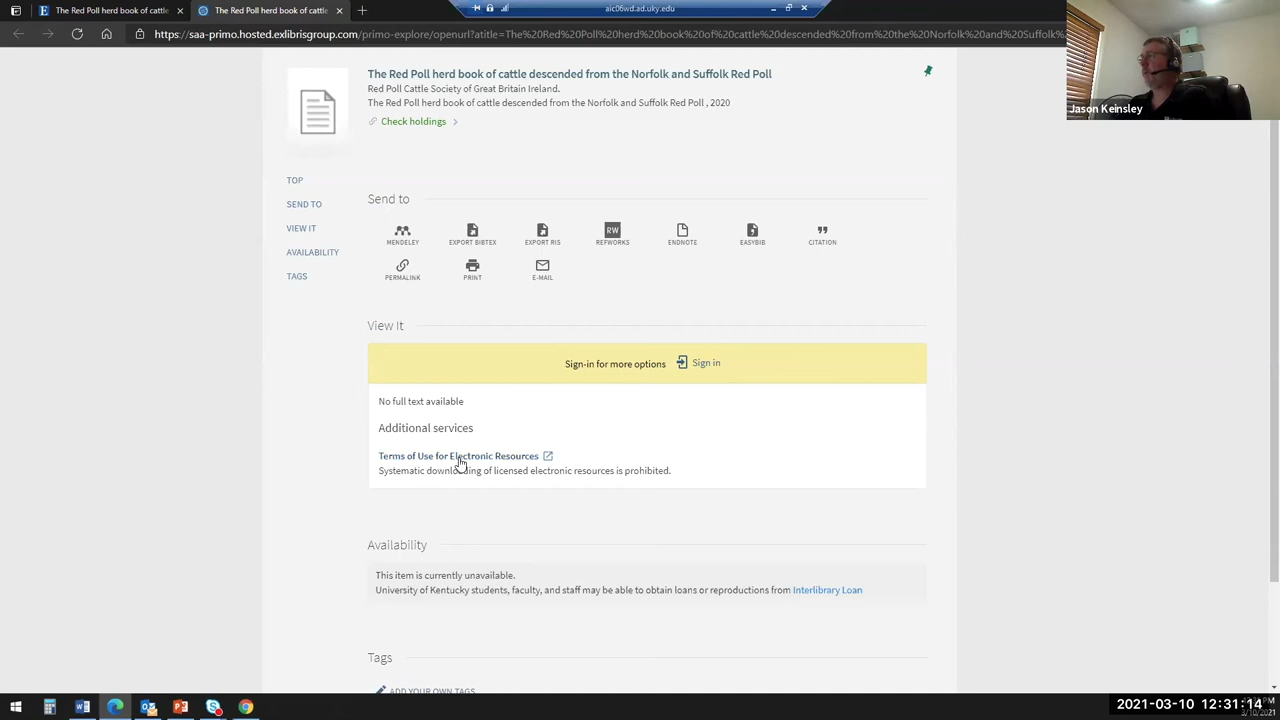 The Red Poll herd book of cattle
The Red Poll herd book of cattle
aic06wd.ad.uky.edu
https://saa-primo.hosted.exlibrisgroup.com/primo-explore/openurl?atitle=The%20Red%20Poll%20herd%20book%20of%20cattle%20descended%20from%20the%20Norfolk%20and%20Suffolk
Jason Keinsley
The Red Poll herd book of cattle descended from the Norfolk and Suffolk Red Poll
Red Poll Cattle Society of Great Britain Ireland.
The Red Poll herd book of cattle descended from the Norfolk and Suffolk Red Poll , 2020
Check holdings
TOP
SEND TO
VIEW IT
AVAILABILITY
TAGS
Send to
MENDELEY
EXPORT BIBTEX
EXPORT RIS
RW
REFWORKS
ENDNOTE
EASYBIB
CITATION
PERMALINK
PRINT
E-MAIL
View It
Sign-in for more options Sign in
No full text available
Additional services
Terms of Use for Electronic Resources
Systematic downloading of licensed electronic resources is prohibited.
Availability
This item is currently unavailable.
University of Kentucky students, faculty, and staff may be able to obtain loans or reproductions from Interlibrary Loan
Tags
ADD YOUR OWN TAGS
2021-03-10 12:31:14
3/10/2021